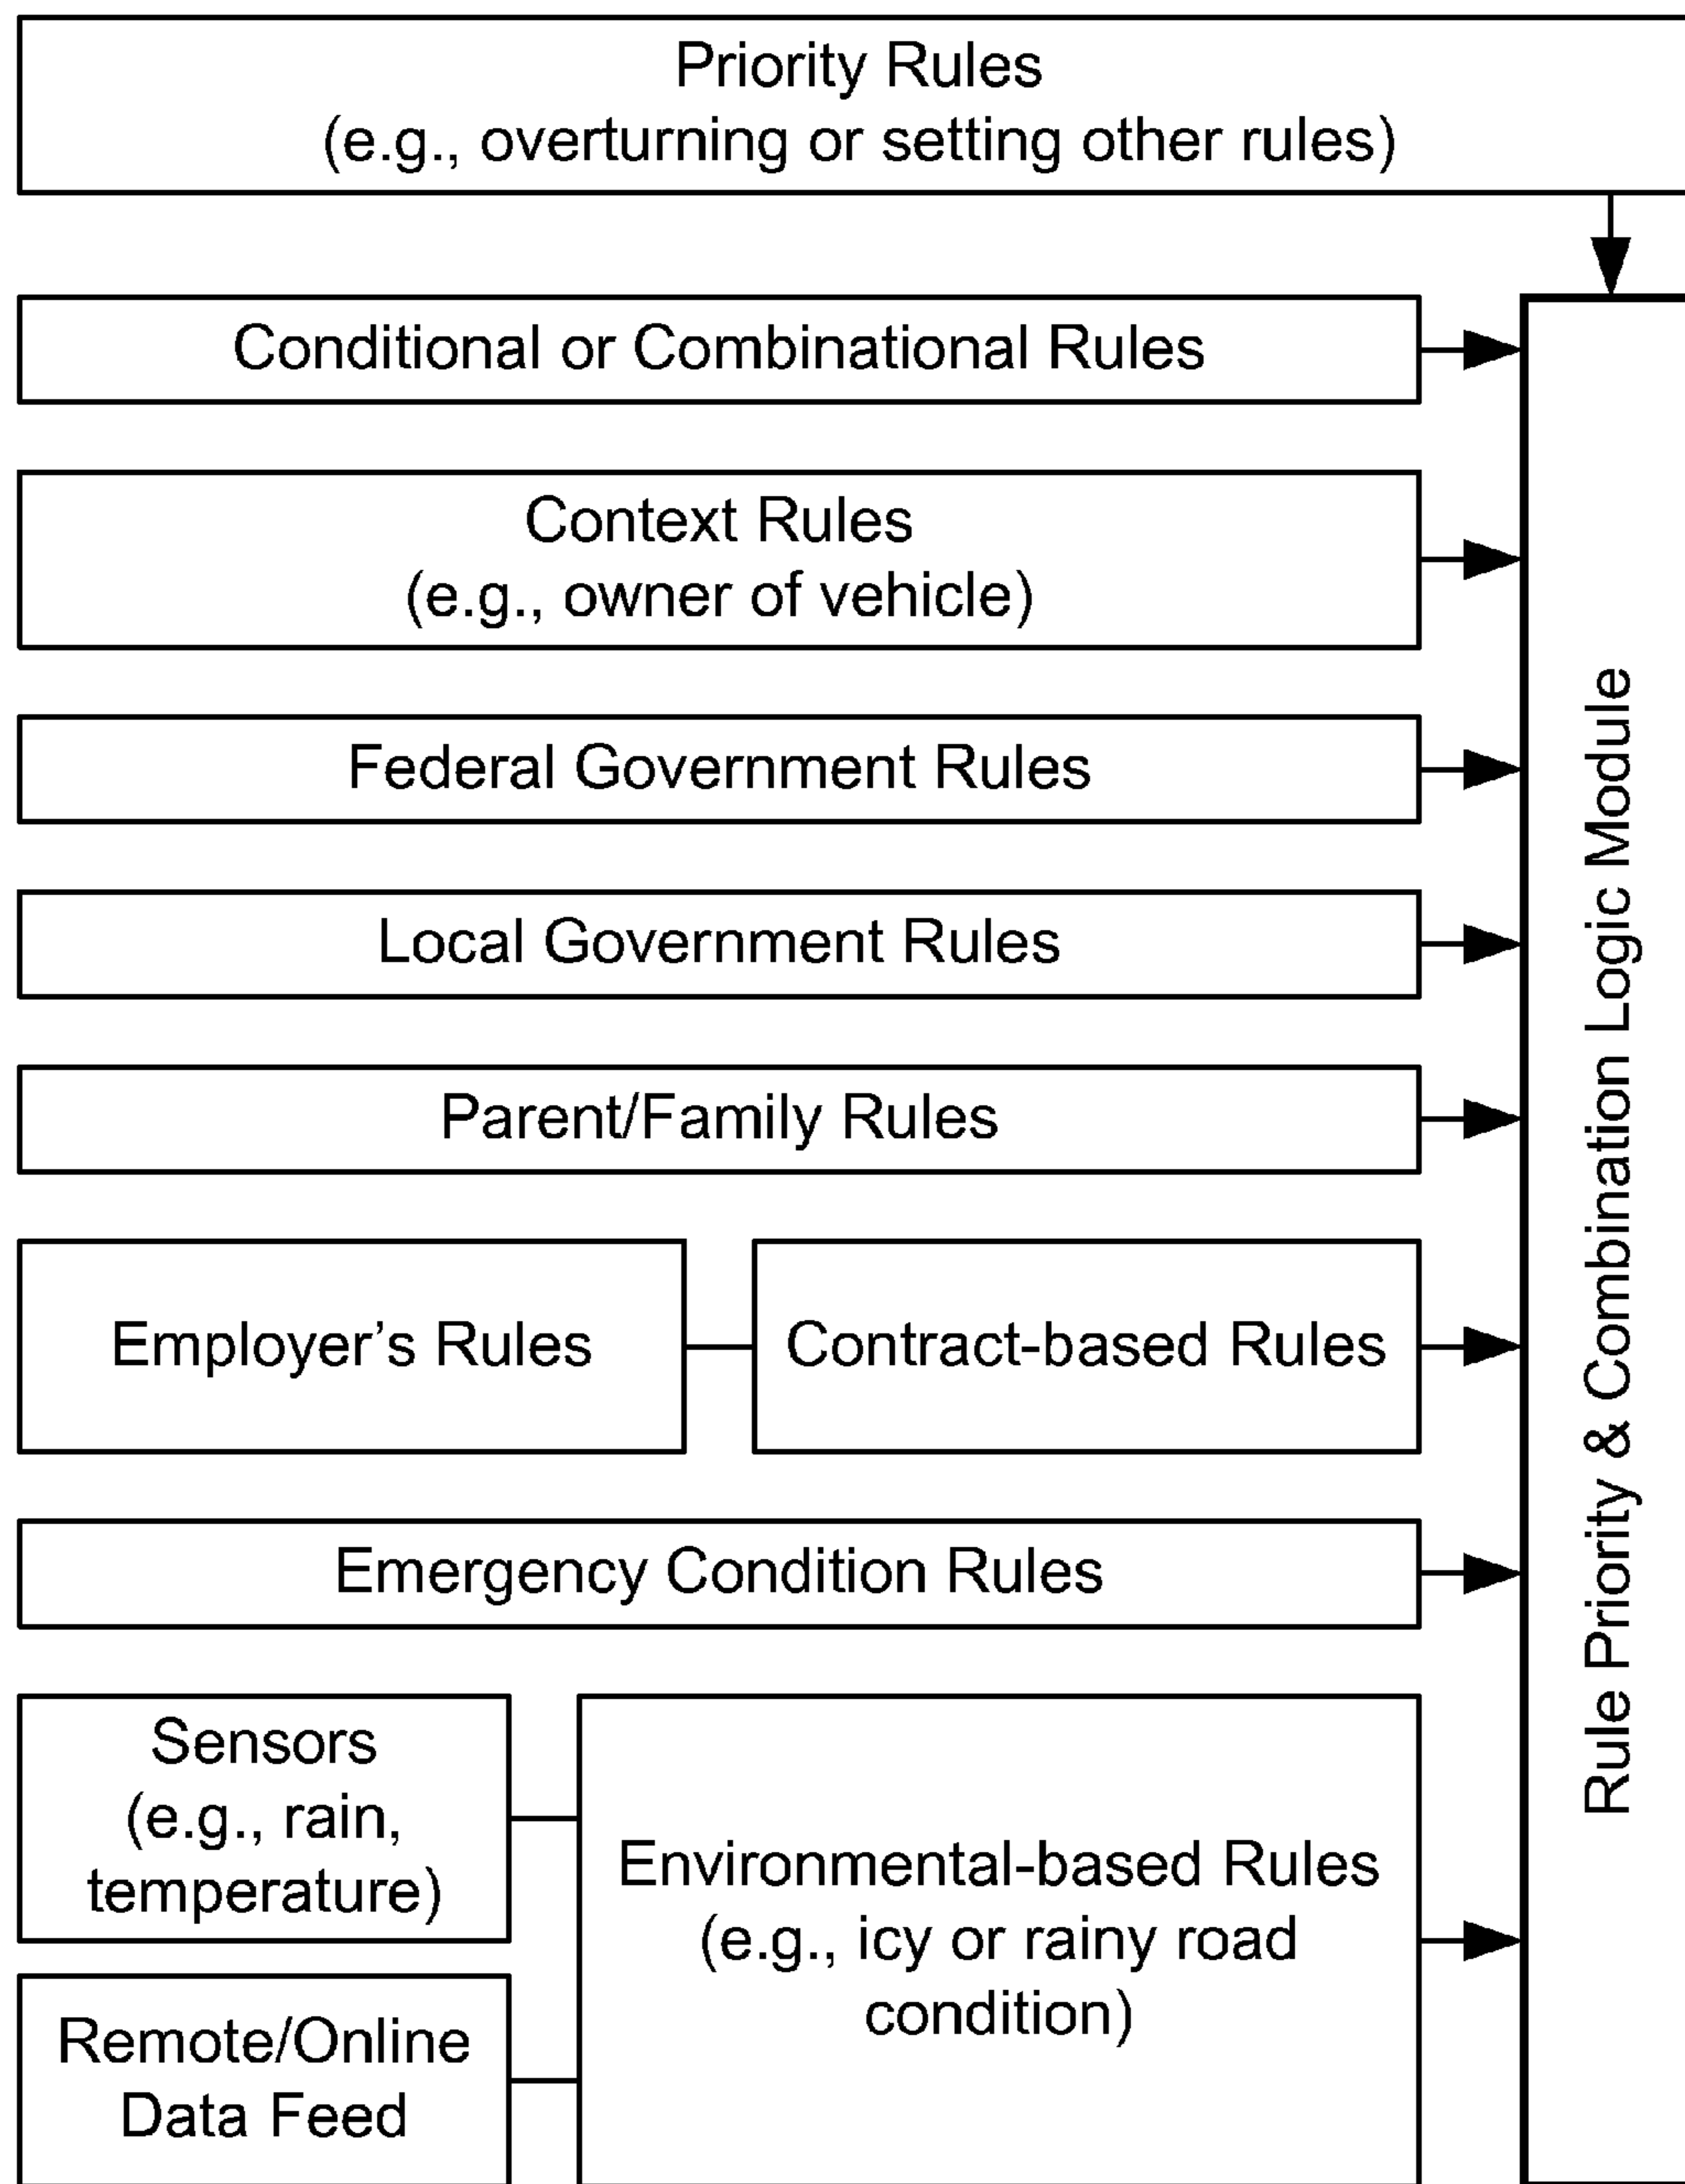 Priority Rules
(e.g., overturning or setting other rules)
Conditional or Combinational Rules
Context Rules
(e.g., owner of vehicle)
Federal Government Rules
Local Government Rules
Parent/Family Rules
Employer's Rules
Contract-based Rules
Emergency Condition Rules
Sensors
(e.g., rain,
temperature)
Remote/Online
Data Feed
Environmental-based Rules
(e.g., icy or rainy road
condition)
Rule Priority & Combination Logic Module